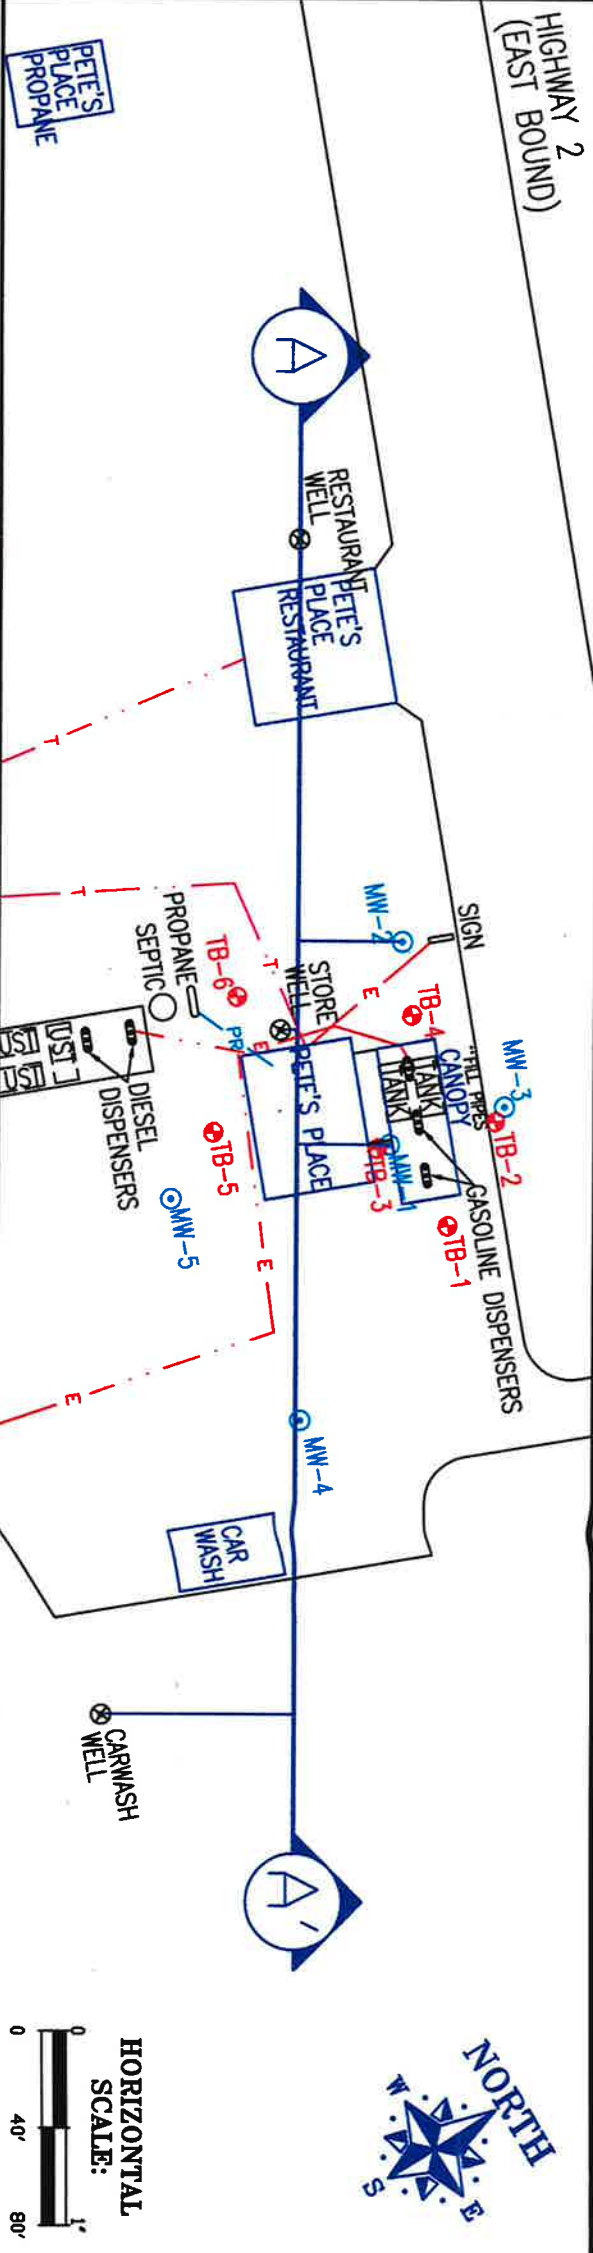 HIGHWAY 2
(EAST BOUND)
PETE'S
PLACE
PROPANE
A
RESTAURANT
WELL
PETE'S
PLACE
RESTAURANT
T
T
T
SIGN
MW-2
E
PROPANE
SEPTIC
TB-6
STORE
WELL
TB-4
PR
E
"FILL PIPES
CANOPY
TANK
TANK
MW-3
TB-2
UST
UST
UST
DIESEL
DISPENSERS
PETE'S PLACE
MW-1
TB-3
TB-5
MW-5
TB-1
GASOLINE DISPENSERS
E
E
MW-4
CAR
WASH
CARWASH
WELL
A'
NORTH
W
E
S
HORIZONTAL
SCALE:
0
1"
0
40'
80'